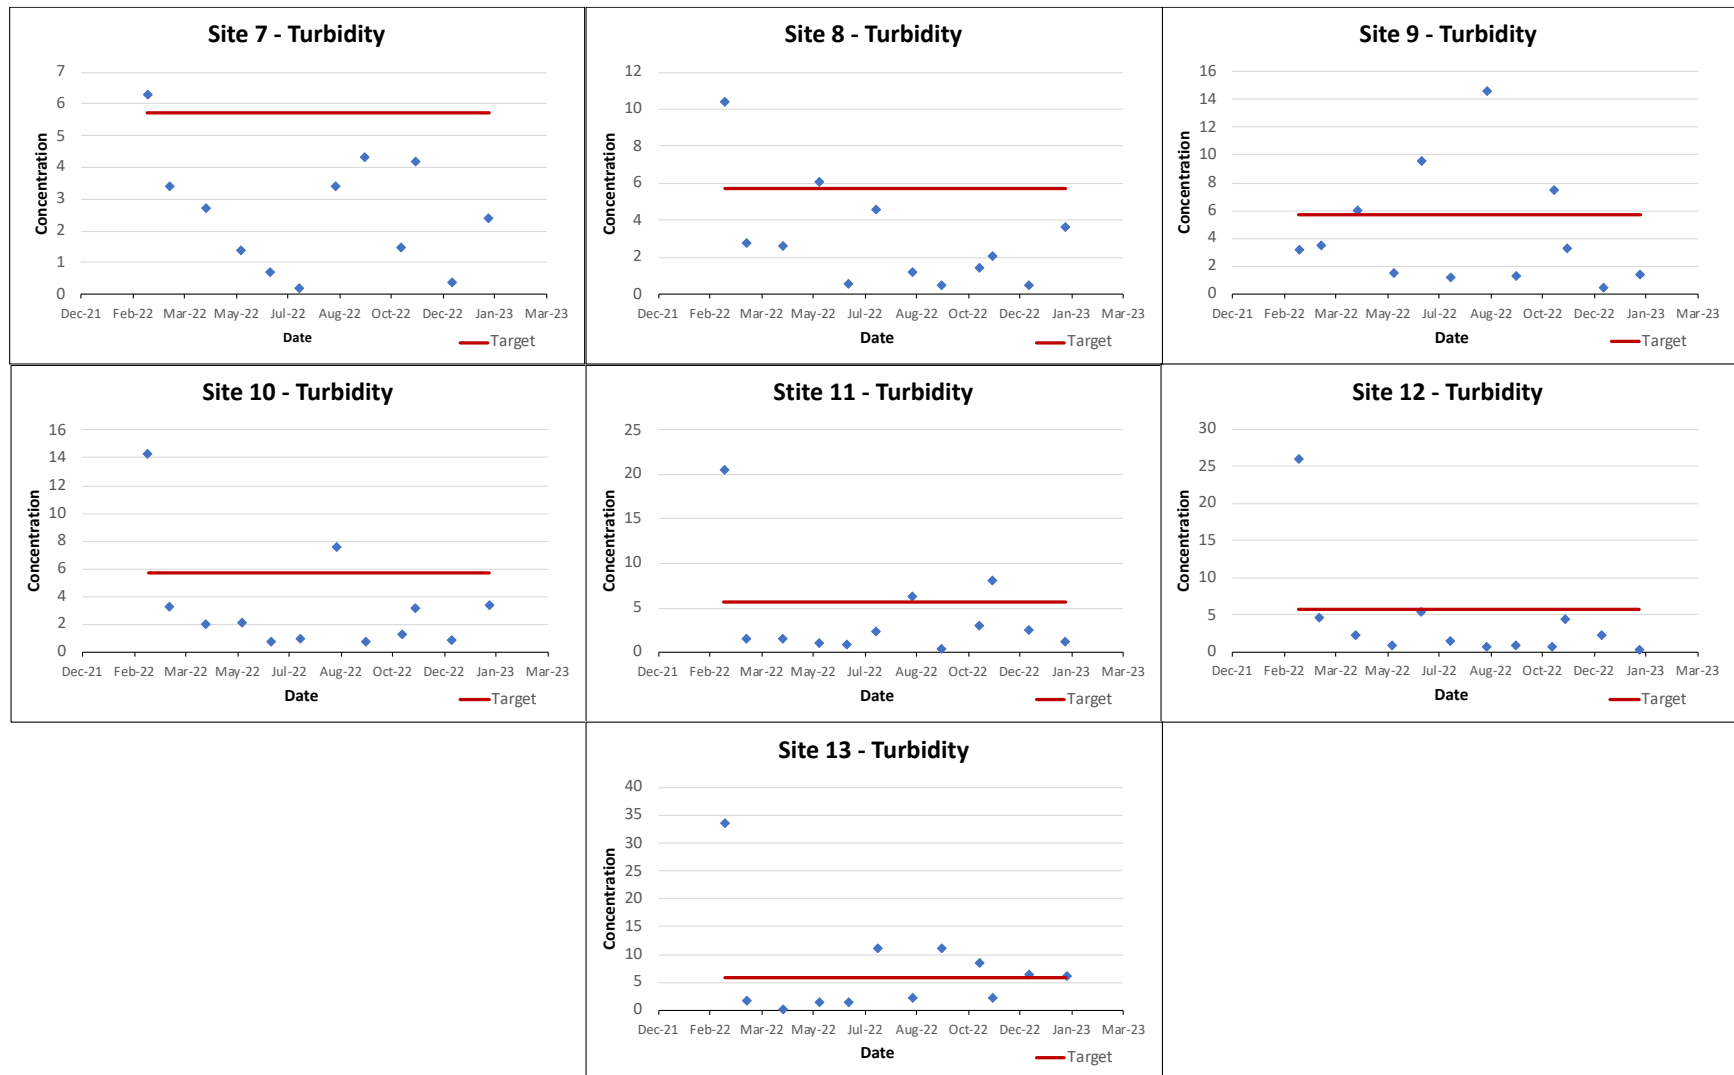 Site 7 - Turbidity
7
6
5
4
3
2
1
0
Concentration
Dec-21 Feb-22 Mar-22 May-22 Jul-22 Aug-22 Oct-22 Dec-22 Jan-23 Mar-23
Date
Target
Site 8 - Turbidity
12
10
8
6
4
2
0
Concentration
Dec-21 Feb-22 Mar-22 May-22 Jul-22 Aug-22 Oct-22 Dec-22 Jan-23 Mar-23
Date
Target
Site 9 - Turbidity
16
14
12
10
8
6
4
2
0
Concentration
Dec-21 Feb-22 Mar-22 May-22 Jul-22 Aug-22 Oct-22 Dec-22 Jan-23 Mar-23
Date
Target
Site 10 - Turbidity
16
14
12
10
8
6
4
2
0
Concentration
Dec-21 Feb-22 Mar-22 May-22 Jul-22 Aug-22 Oct-22 Dec-22 Jan-23 Mar-23
Date
Target
Stite 11 - Turbidity
25
20
15
10
5
0
Concentration
Dec-21 Feb-22 Mar-22 May-22 Jul-22 Aug-22 Oct-22 Dec-22 Jan-23 Mar-23
Date
Target
Site 12 - Turbidity
30
25
20
15
10
5
0
Concentration
Dec-21 Feb-22 Mar-22 May-22 Jul-22 Aug-22 Oct-22 Dec-22 Jan-23 Mar-23
Date
Target
Site 13 - Turbidity
40
35
30
25
20
15
10
5
0
Concentration
Dec-21 Feb-22 Mar-22 May-22 Jul-22 Aug-22 Oct-22 Dec-22 Jan-23 Mar-23
Date
Target